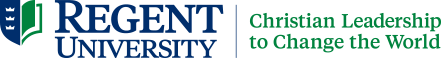 REGENT
UNIVERSITY
Christian Leadership
to Change the World